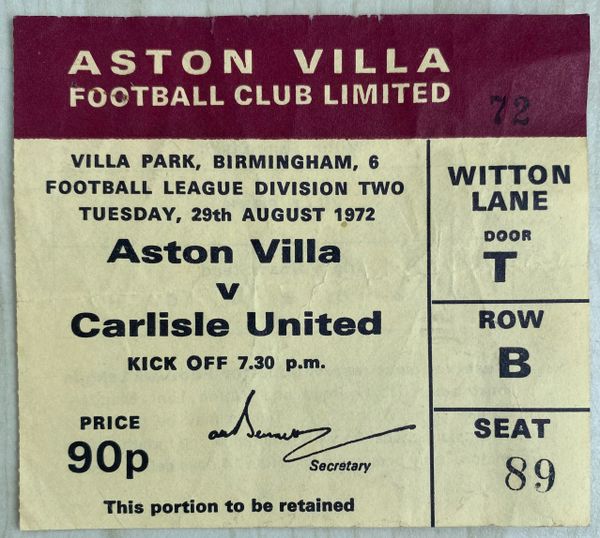 ASTON VILLA
FOOTBALL CLUB LIMITED
72
VILLA PARK, BIRMINGHAM, 6
FOOTBALL LEAGUE DIVISION TWO
TUESDAY, 29th AUGUST 1972
Aston Villa
v
Carlisle United
KICK OFF 7.30 p.m.
PRICE
90p
Secretary
This portion to be retained
WITTON
LANE
DOOR
T
ROW
B
SEAT
89